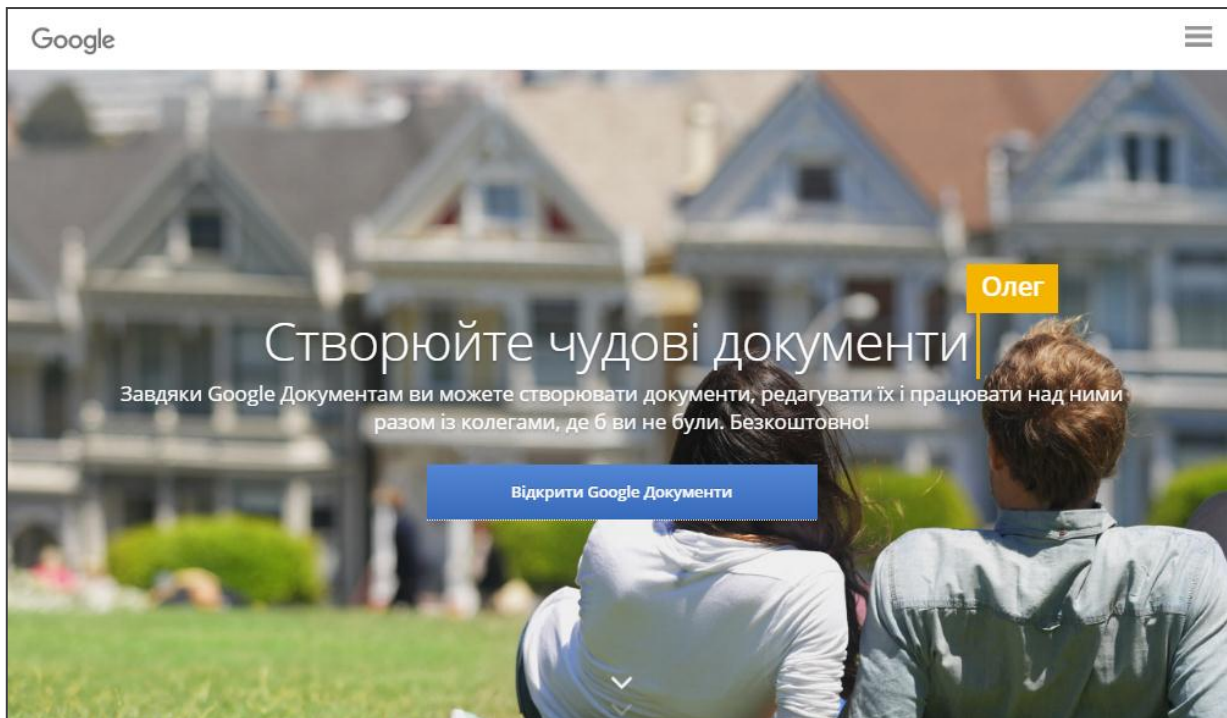 Google
Олег
Створюйте чудові документи
Завдяки Google Документам ви можете створювати документи, редагувати їх і працювати над ними
разом із колегами, де б ви не були. Безкоштовно!
Відкрити Google Документи